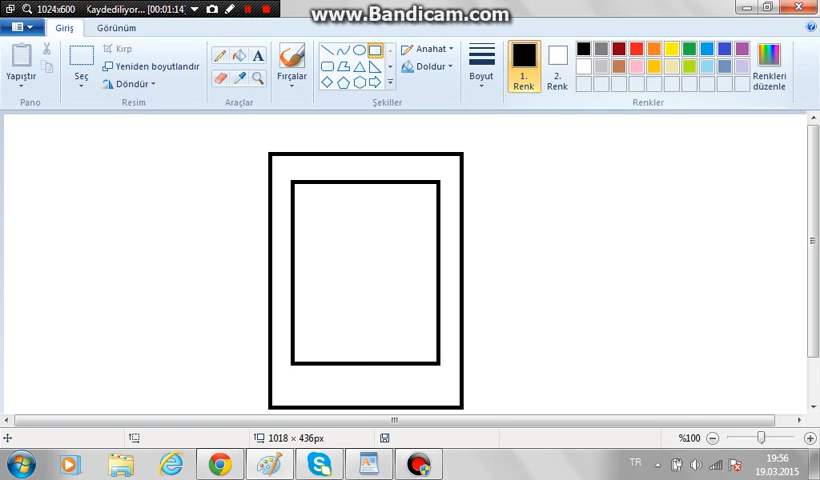 1024x600 Kaydediliyor... [00:01:14]
www.Bandicam.com
Giriş Görünüm
Yapıştır
Pano
Seç
Kırp
Yeniden boyutlandır
Döndür
Resim
A
Araçlar
Fırçalar
Anahat
Doldur
Şekiller
Boyut
1.
Renk
2.
Renk
Renkler
Renkleri
düzenle
1018 × 436px
%100
TR
19:56
19.03.2015